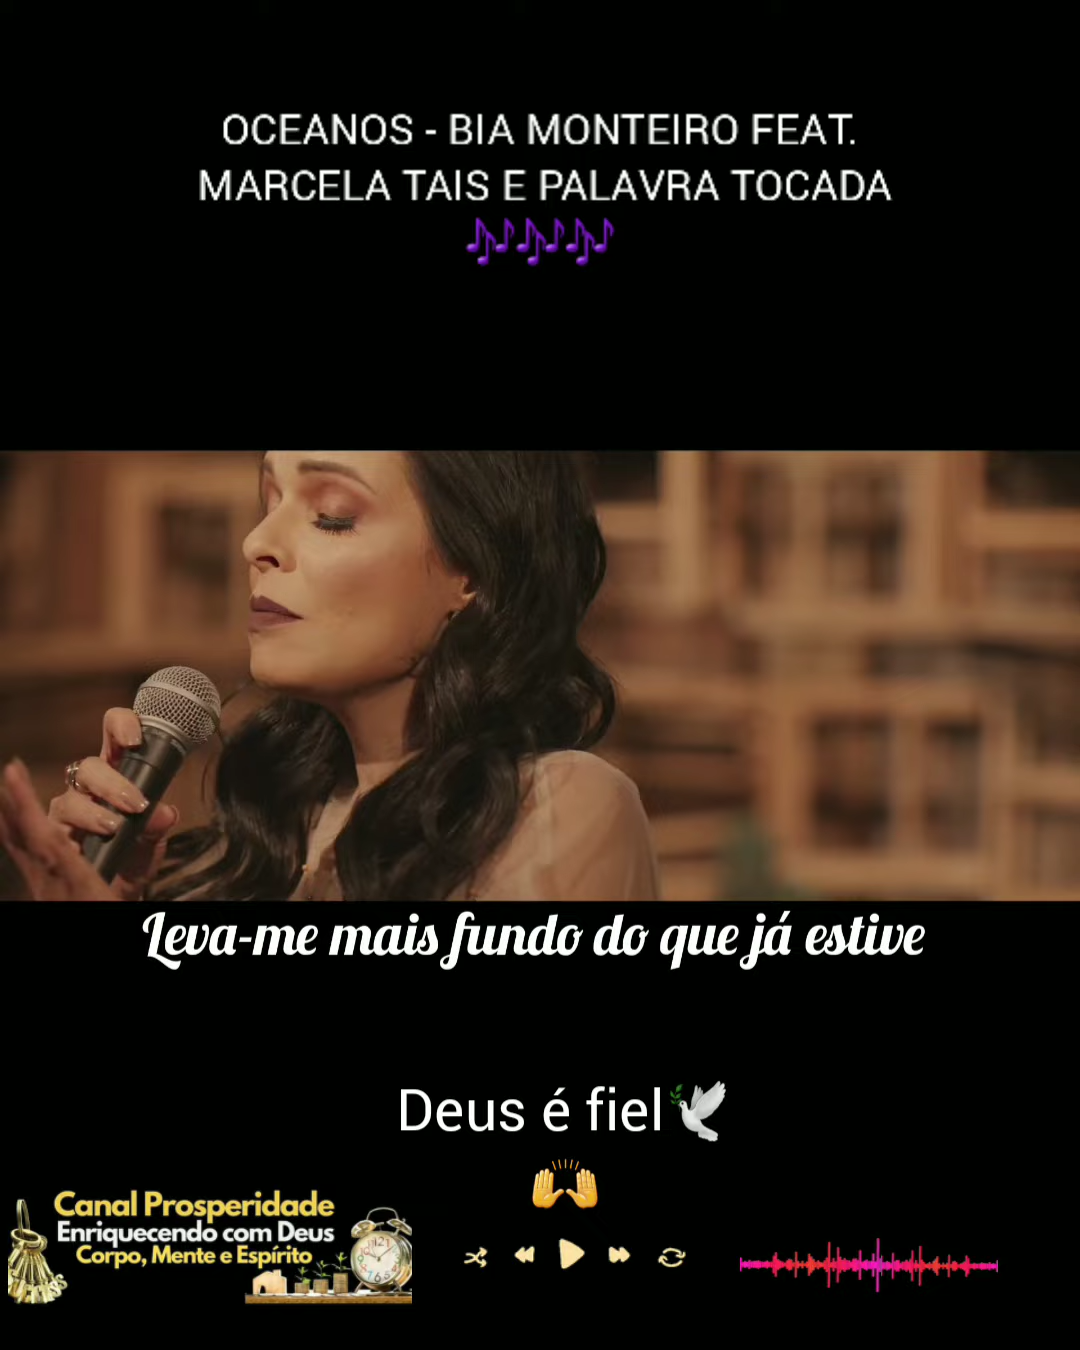 OCEANOS - BIA MONTEIRO FEAT.
MARCELA TAIS E PALAVRA TOCADA
🎶🎶🎶
Leva-me mais fundo do que já estive
Deus é fiel🕊️
🙌
Canal Prosperidade
Enriquecendo com Deus
Corpo, Mente e Espírito